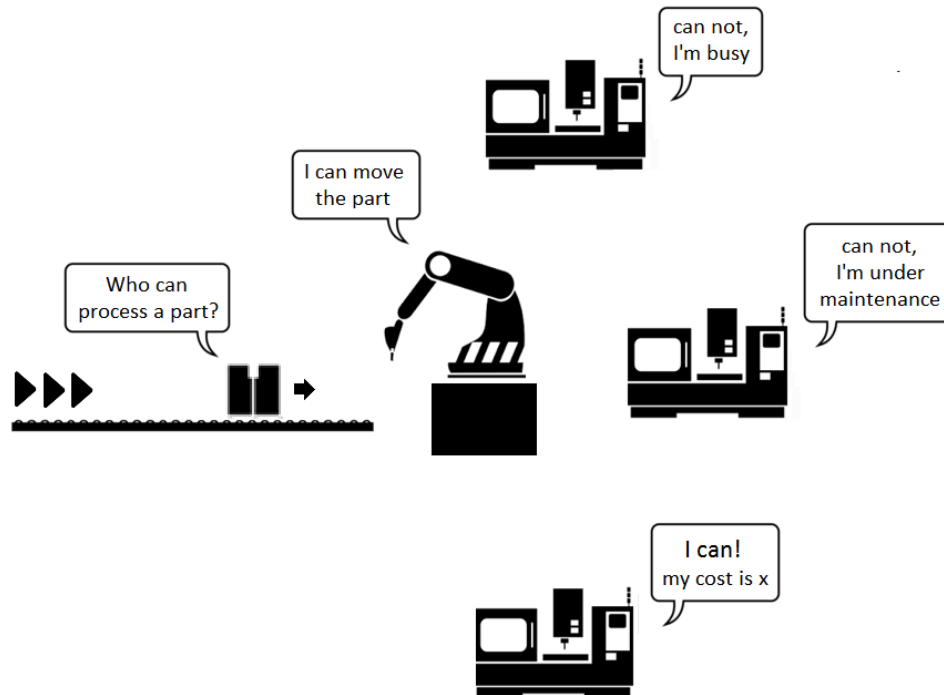 can not,
I'm busy
I can move
the part
can not,
I'm under
maintenance
Who can
process a part?
I can!
my cost is x